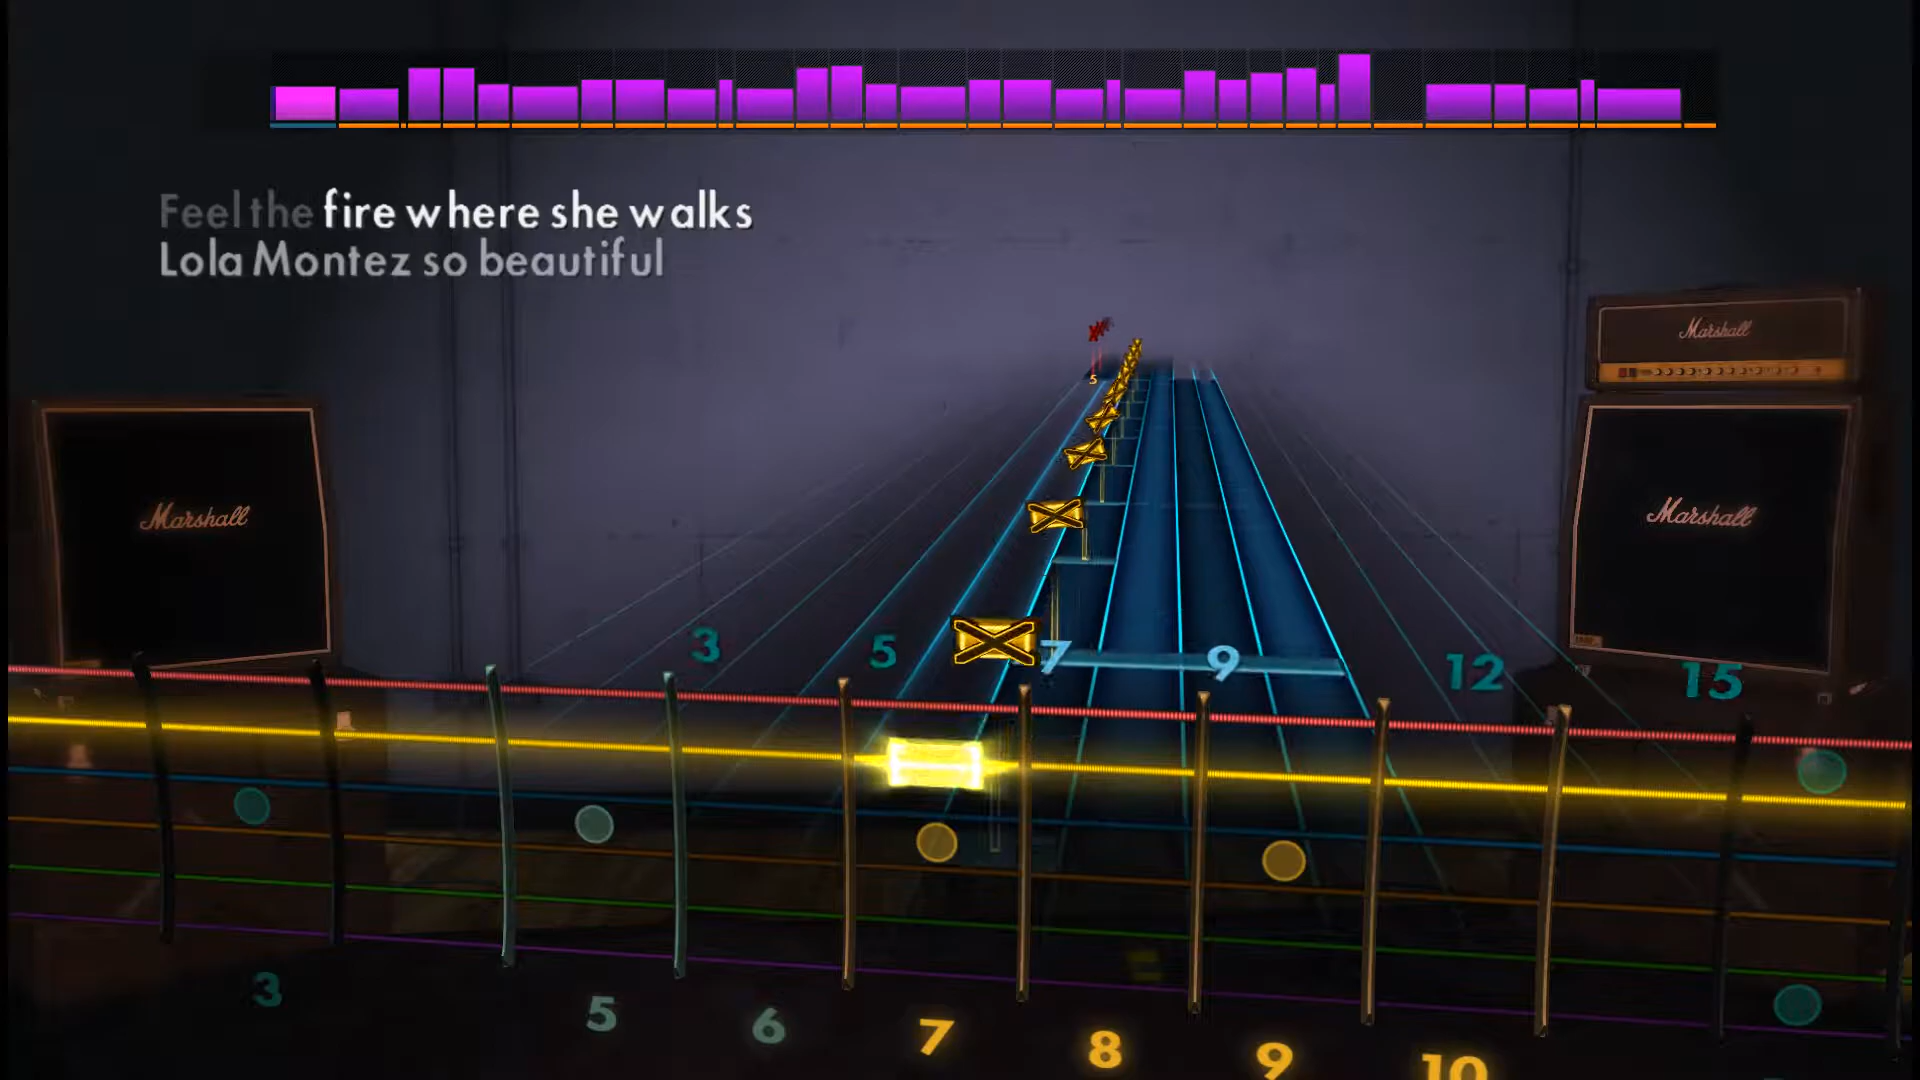 Feel the fire where she walks
Lola Montez so beautiful
Marshall
5
Marshall
Marshall
3 5 7 9 12 15
3 5 6 7 8 9 10